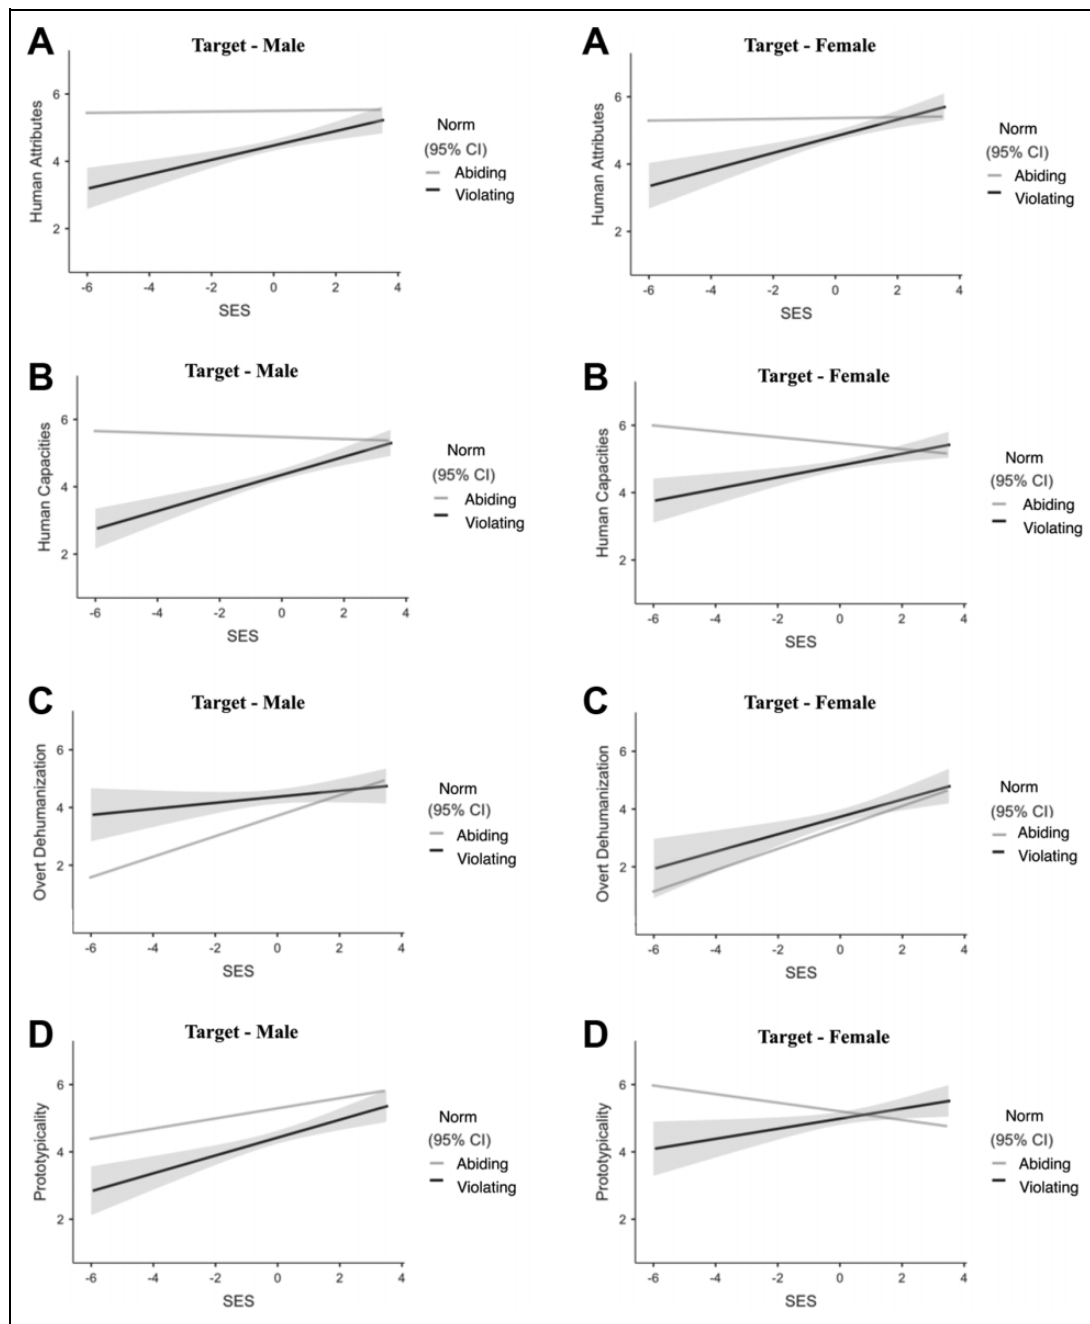 A Target - Male
6
4
2
Human Attributes
-6 -4 -2 0 2 4
SES
Norm
(95% CI)
Abiding
Violating
A Target - Female
6
4
2
Human Attributes
-6 -4 -2 0 2 4
SES
Norm
(95% CI)
Abiding
Violating
B Target - Male
6
4
2
Human Capacities
-6 -4 -2 0 2 4
SES
Norm
(95% CI)
Abiding
Violating
B Target - Female
6
4
2
Human Capacities
-6 -4 -2 0 2 4
SES
Norm
(95% CI)
Abiding
Violating
C Target - Male
6
4
2
Overt Dehumanization
-6 -4 -2 0 2 4
SES
Norm
(95% CI)
Abiding
Violating
C Target - Female
6
4
2
Overt Dehumanization
-6 -4 -2 0 2 4
SES
Norm
(95% CI)
Abiding
Violating
D Target - Male
6
4
2
Prototypicality
-6 -4 -2 0 2 4
SES
Norm
(95% CI)
Abiding
Violating
D Target - Female
6
4
2
Prototypicality
-6 -4 -2 0 2 4
SES
Norm
(95% CI)
Abiding
Violating